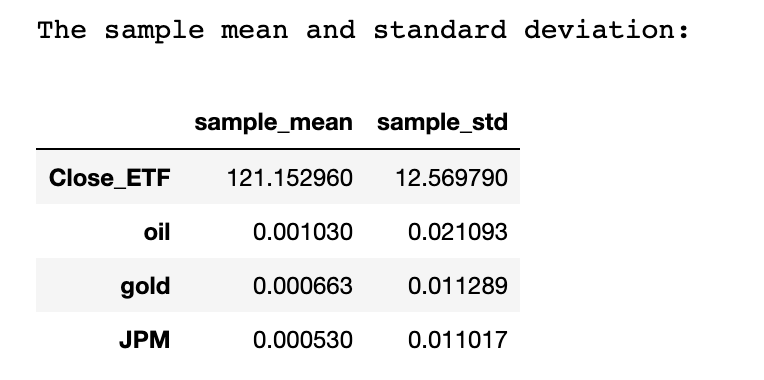 The sample mean and standard deviation:
sample_mean sample_std
Close_ETF 121.152960 12.569790
oil 0.001030 0.021093
gold 0.000663 0.011289
JPM 0.000530 0.011017